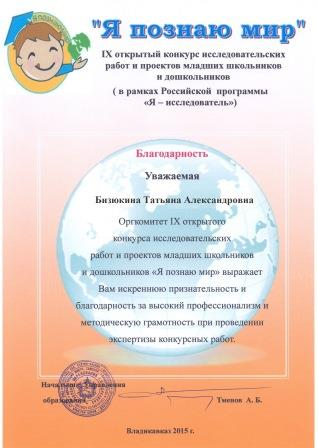 "Я познаю мир"
IX открытый конкурс исследовательских
работ и проектов младших школьников
и дошкольников
( в рамках Российской программы
«Я – исследователь»)
Благодарность
Уважаемая
Бизюкина Татьяна Александровна
Оргкомитет IX открытого
конкурса исследовательских
работ и проектов младших школьников
и дошкольников «Я познаю мир» выражает
Вам искреннюю признательность и
благодарность за высокий профессионализм и
методическую грамотность при проведении
экспертизы конкурсных работ.
Начальник Управления
образования Тменов А. Б.
Владикавказ 2015 г.